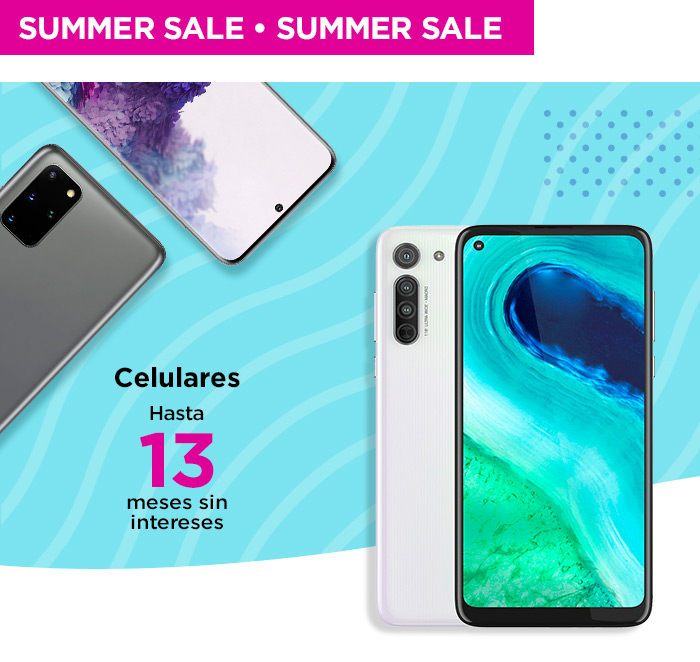 SUMMER SALE • SUMMER SALE
Celulares
Hasta
13
meses sin
intereses